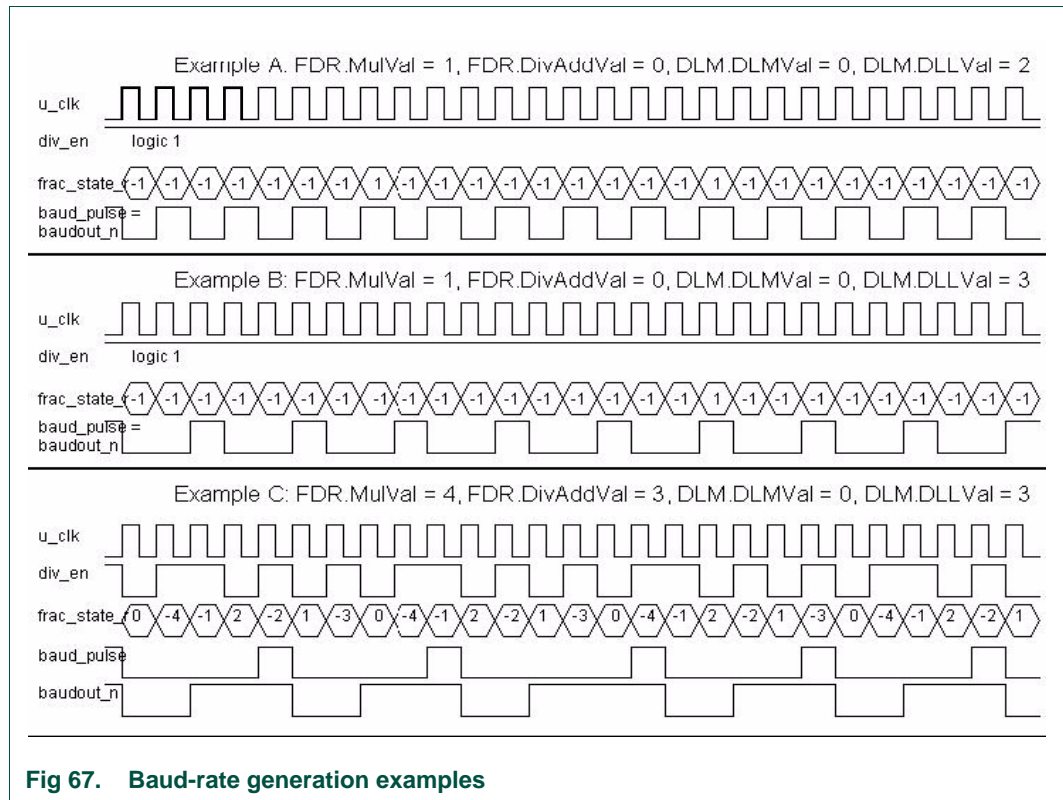 Example A. FDR.MulVal = 1, FDR.DivAddVal = 0, DLM.DLMVal = 0, DLM.DLLVal = 2
u_clk
div_en logic 1
frac_state_r -1 -1 -1 -1 -1 -1 -1 1 -1 -1 -1 -1 -1 -1 -1 -1 -1 1 -1 -1 -1 -1 -1 -1 -1 -1 -1
baud_pulse =
baudout_n
Example B: FDR.MulVal = 1, FDR.DivAddVal = 0, DLM.DLMVal = 0, DLM.DLLVal = 3
u_clk
div_en logic 1
frac_state_r -1 -1 -1 -1 -1 -1 -1 -1 -1 -1 -1 -1 -1 -1 -1 -1 -1 1 -1 -1 -1 -1 -1 -1 -1 -1 -1
baud_pulse =
baudout_n
Example C: FDR.MulVal = 4, FDR.DivAddVal = 3, DLM.DLMVal = 0, DLM.DLLVal = 3
u_clk
div_en
frac_state_r 0 -4 -1 2 -2 1 -3 0 -4 -1 2 -2 1 -3 0 -4 -1 2 -2 1 -3 0 -4 -1 2 -2 1
baud_pulse
baudout_n
Fig 67. Baud-rate generation examples